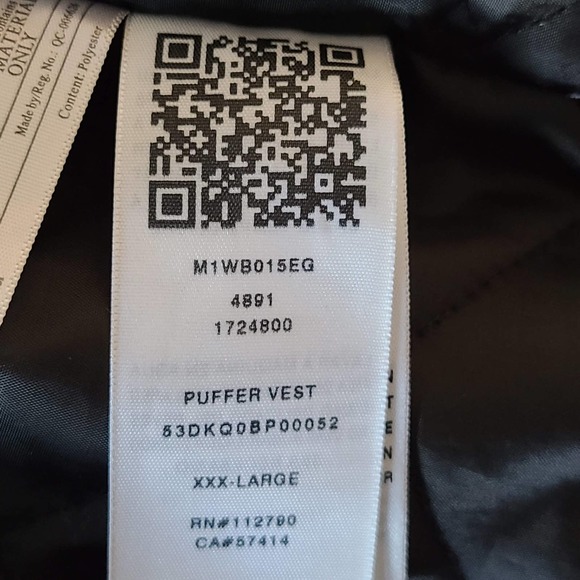 MATERIAL
ONLY
Made by/Reg. No.: QC-
Content: Polyester
M1WB015EG
4891
1724800
PUFFER VEST
53DKQ0BP00052
XXX-LARGE
RN#112790
CA#57414
N
T
E
N
R